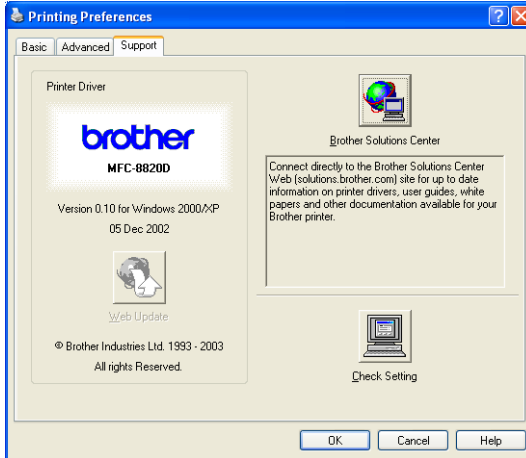 Printing Preferences
Basic
Advanced
Support
Printer Driver
brother
MFC-8820D
Version 0.10 for Windows 2000/XP
05 Dec 2002
Web Update
© Brother Industries Ltd. 1993 - 2003
All rights Reserved.
Brother Solutions Center
Connect directly to the Brother Solutions Center
Web (solutions.brother.com) site for up to date
information on printer drivers, user guides, white
papers and other documentation available for your
Brother printer.
Check Setting
OK
Cancel
Help